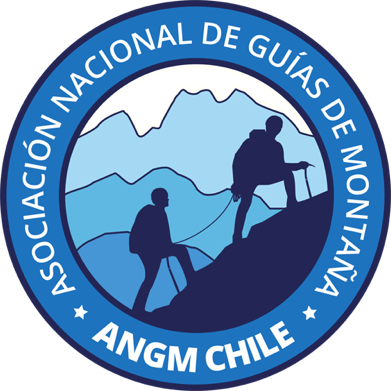 ASOCIACIÓN NACIONAL DE GUÍAS DE MONTAÑA
ANGM CHILE